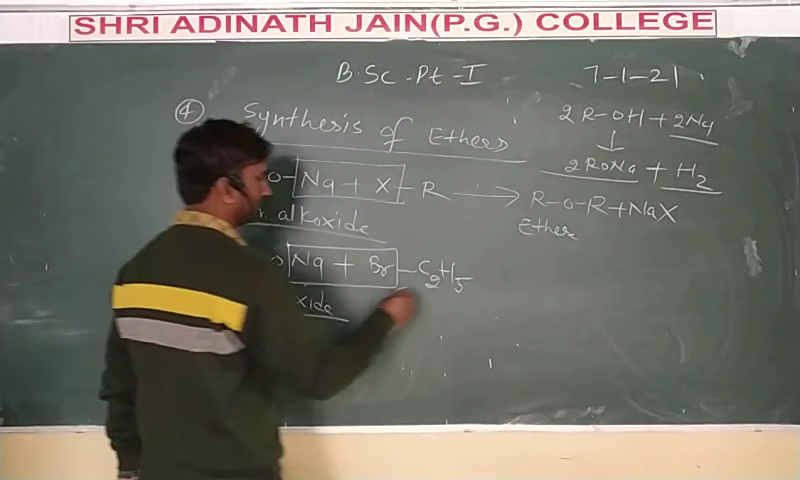 SHRI ADINATH JAIN(P.G.) COLLEGE
B.Sc-Pt-I
7-1-21
④ Synthesis of Ethers
2R-OH + 2Na
↓
2RONa + H2
O-Na + X-R → R-O-R+NaX
alkoxide
Ether
O Na + Br-C2H5
xide